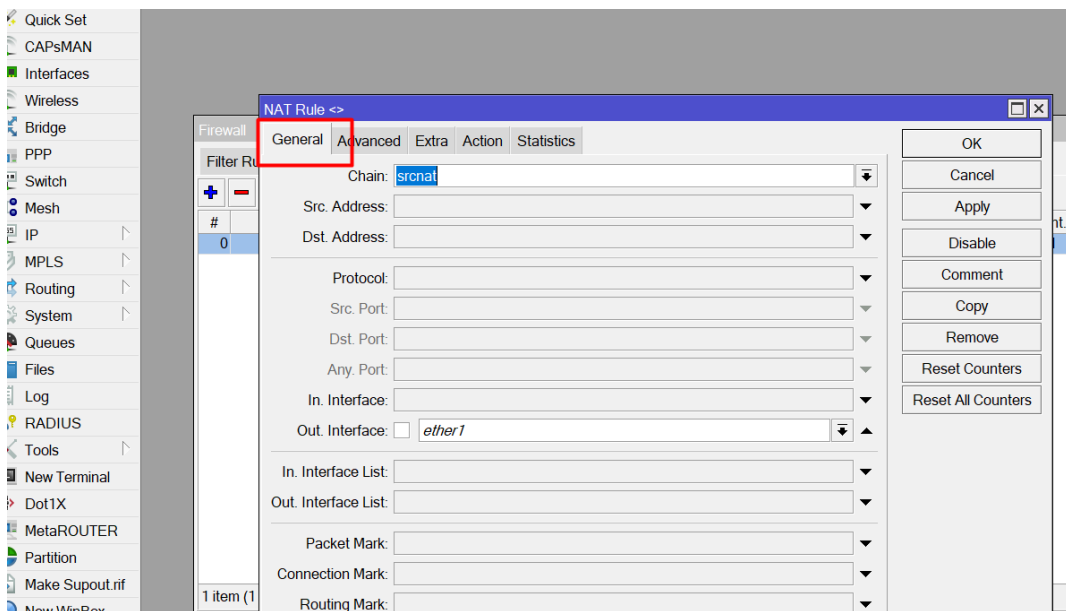 Quick Set
CAPsMAN
Interfaces
Wireless
Bridge
PPP
Switch
Mesh
IP
MPLS
Routing
System
Queues
Files
Log
RADIUS
Tools
New Terminal
Dot1X
MetaROUTER
Partition
Make Supout.rif
New WinBox
Firewall
Filter Ru
#
0
1 item (1
NAT Rule <>
General Advanced Extra Action Statistics
Chain: srcnat
Src. Address:
Dst. Address:
Protocol:
Src. Port:
Dst. Port:
Any. Port:
In. Interface:
Out. Interface: ether1
In. Interface List:
Out. Interface List:
Packet Mark:
Connection Mark:
Routing Mark:
OK
Cancel
Apply
Disable
Comment
Copy
Remove
Reset Counters
Reset All Counters